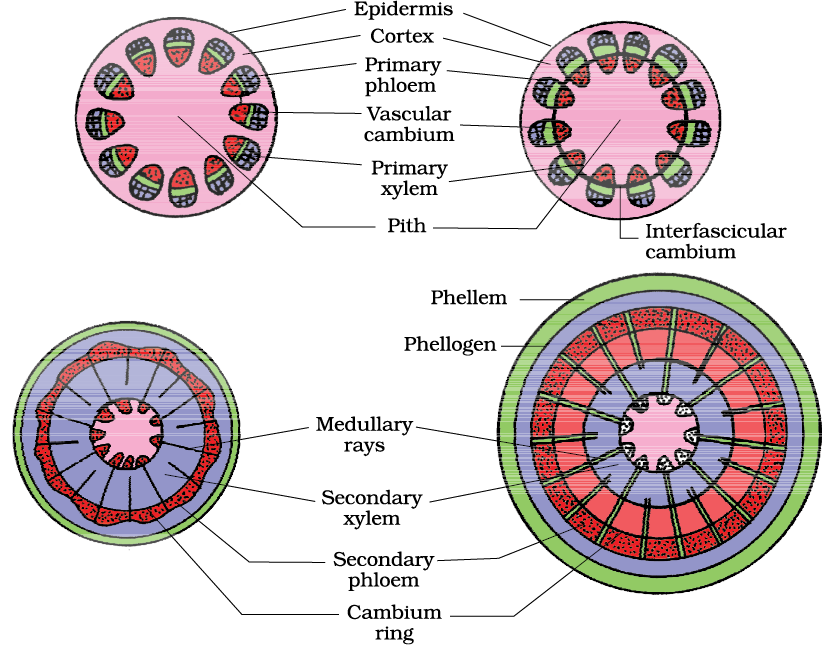 Epidermis
Cortex
Primary
phloem
Vascular
cambium
Primary
xylem
Pith
Interfascicular
cambium
Phellem
Phellogen
Medullary
rays
Secondary
xylem
Secondary
phloem
Cambium
ring